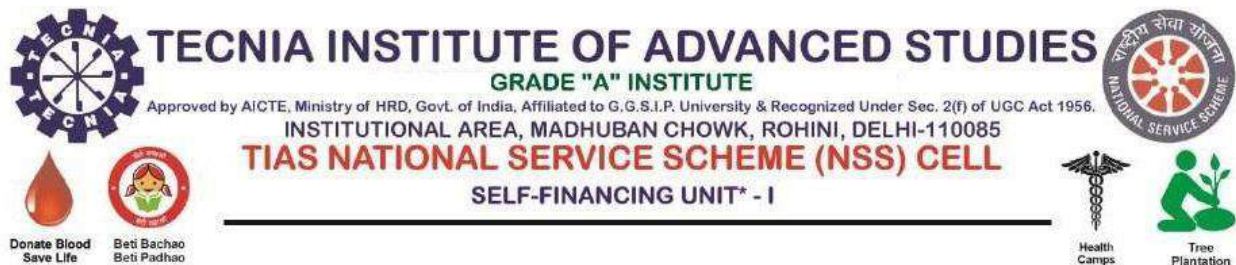 TECNIA
TECNIA
TECNIA INSTITUTE OF ADVANCED STUDIES
GRADE "A" INSTITUTE
Approved by AICTE, Ministry of HRD, Govt. of India, Affiliated to G.G.S.I.P. University & Recognized Under Sec. 2(f) of UGC Act 1956.
INSTITUTIONAL AREA, MADHUBAN CHOWK, ROHINI, DELHI-110085
TIAS NATIONAL SERVICE SCHEME (NSS) CELL
SELF-FINANCING UNIT* - I
राष्ट्रीय सेवा योजना
NATIONAL SERVICE SCHEME
Donate Blood
Save Life
Beti Bachao
Beti Padhao
Health
Camps
Tree
Plantation